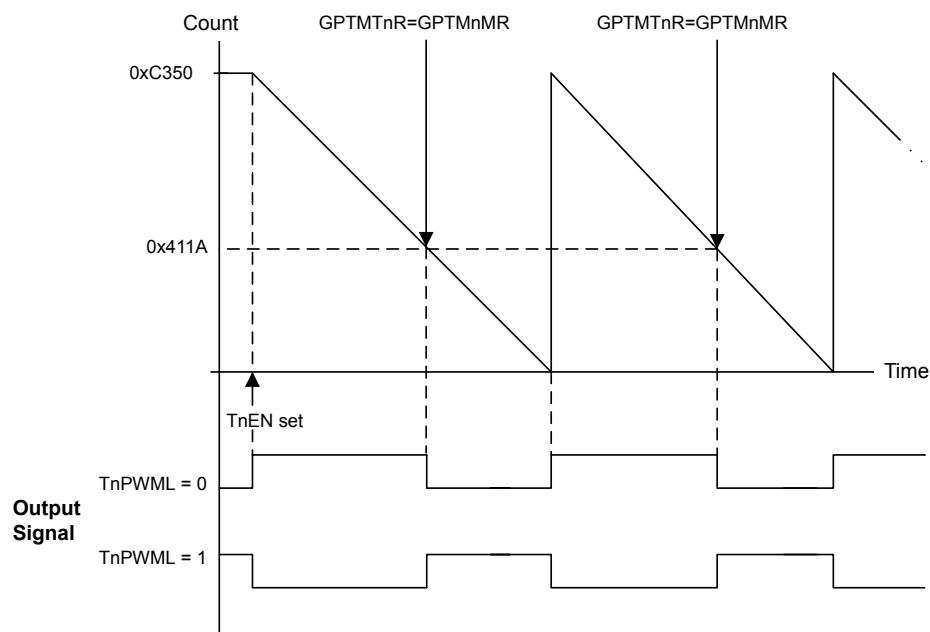 Count
GPTMTnR=GPTMnMR
GPTMTnR=GPTMnMR
0xC350
0x411A
Time
TnEN set
TnPWML = 0
Output
Signal
TnPWML = 1